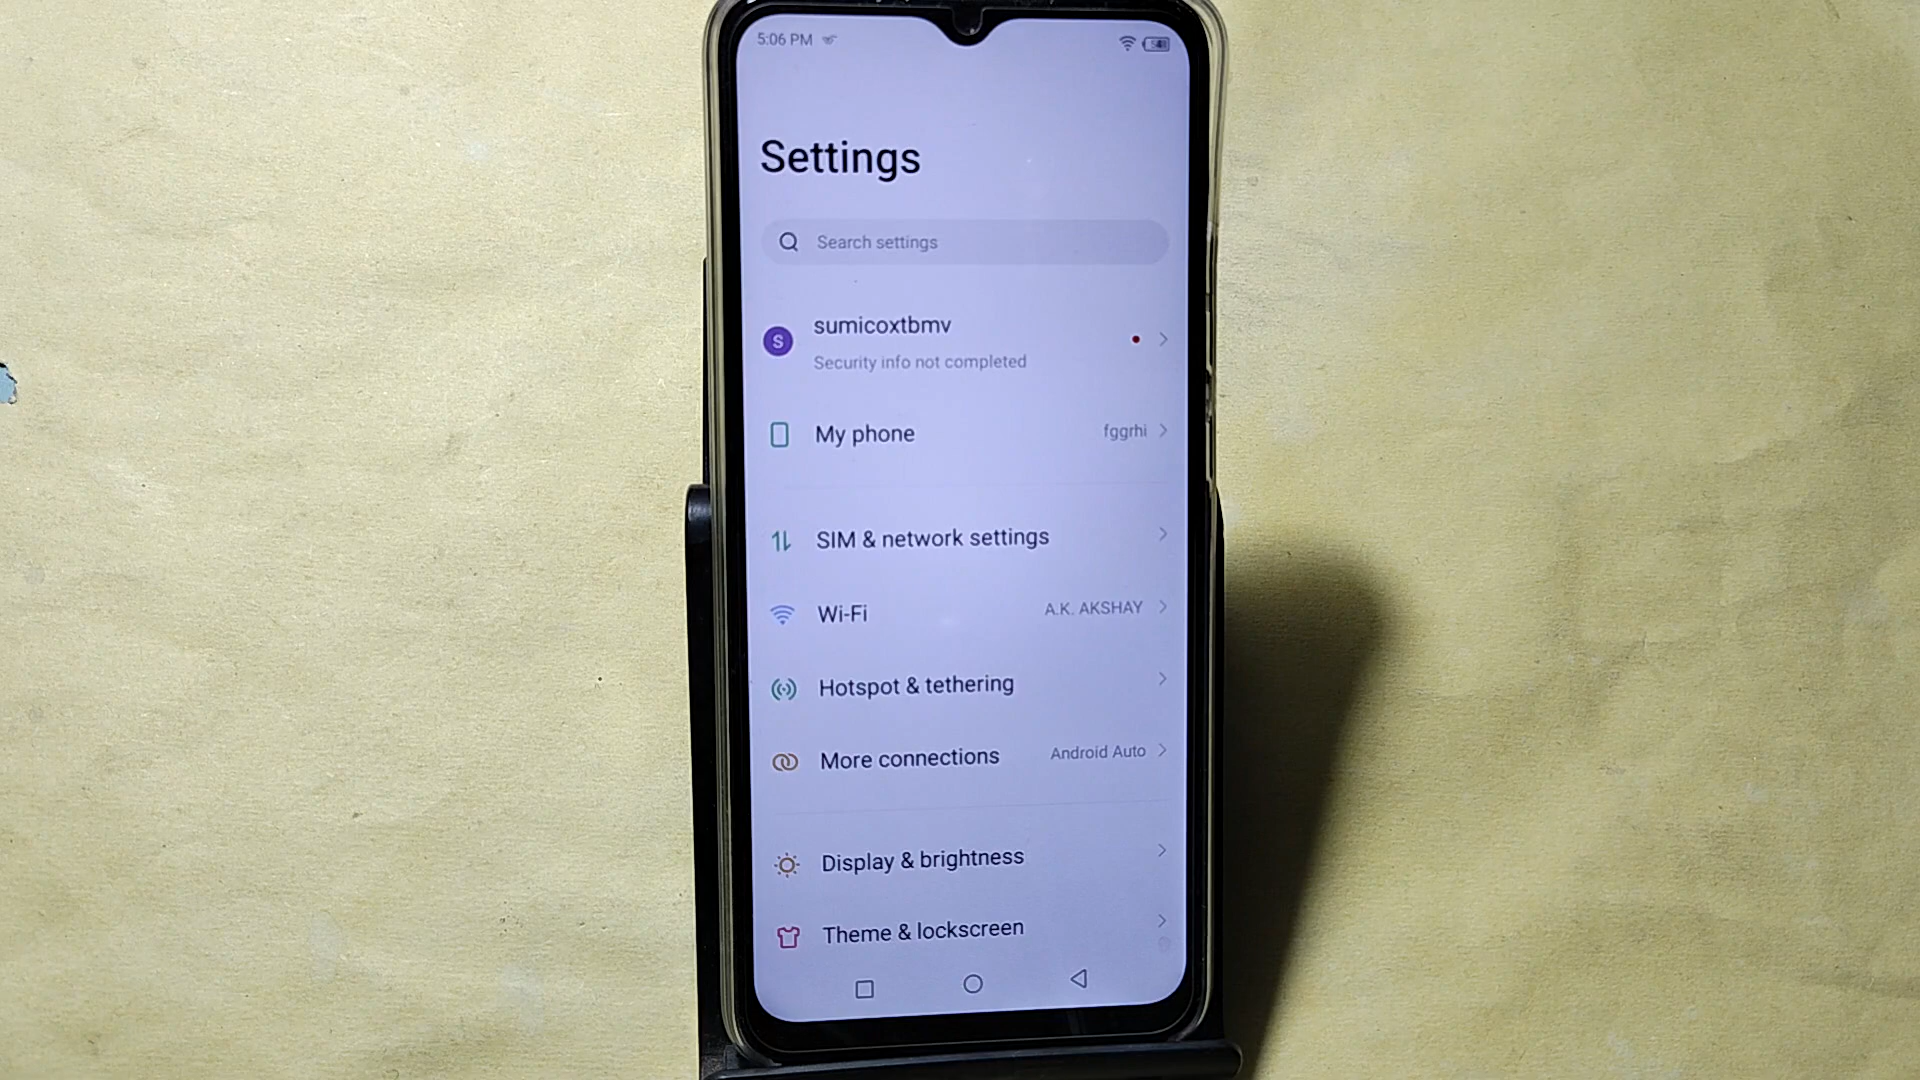 5:06 PM
Settings
Search settings
S
sumicoxtbmv
Security info not completed
My phone
fggrhi
SIM & network settings
Wi-Fi
A.K. AKSHAY
Hotspot & tethering
More connections
Android Auto
Display & brightness
Theme & lockscreen